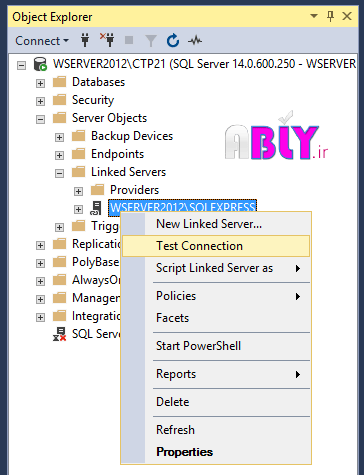 Object Explorer
Connect
WSERVER2012\CTP21 (SQL Server 14.0.600.250 - WSERVER
Databases
Security
Server Objects
Backup Devices
ABLY.ir
Endpoints
Linked Servers
Providers
WSERVER2012\SQLEXPRESS
Trigg
Replicatio
PolyBase
AlwaysOn
Managem
Integratio
SQL Serve
New Linked Server...
Test Connection
Script Linked Server as
Policies
Facets
Start PowerShell
Reports
Delete
Refresh
Properties